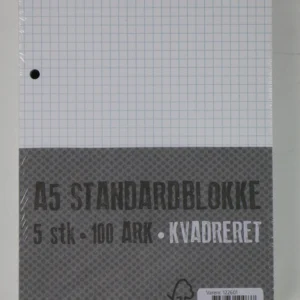 A5 STANDARDBLOKKE
5 stk • 100 ARK • KVADRERET